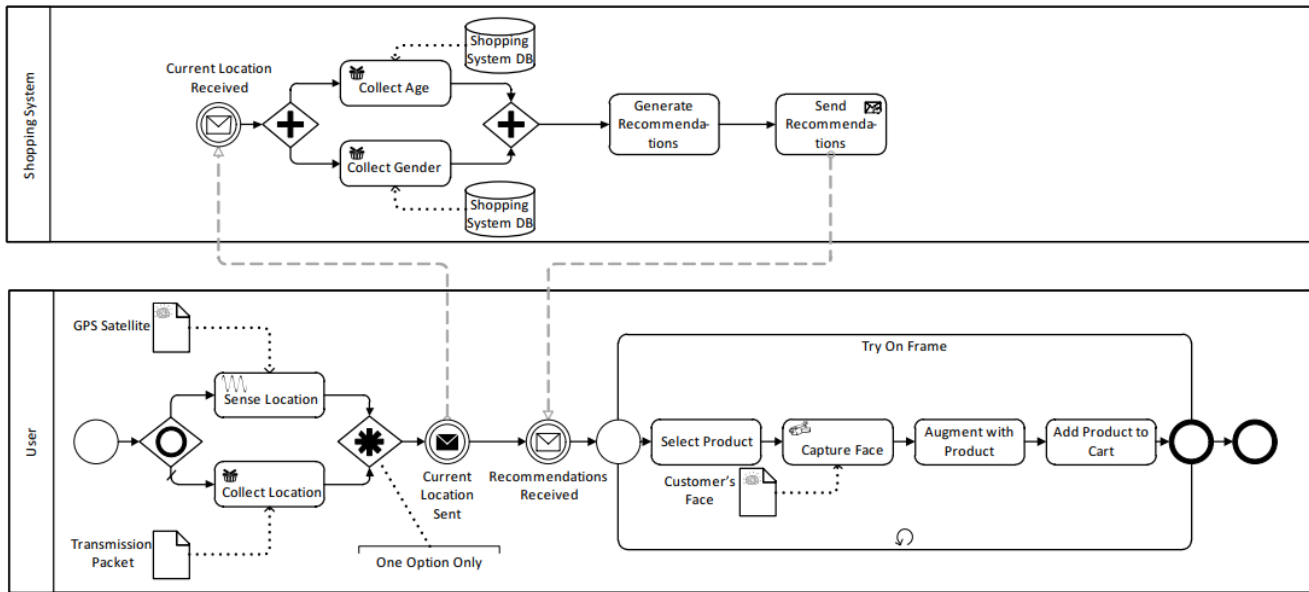 Shopping System
Current Location
Received
Collect Age
Shopping
System DB
Collect Gender
Shopping
System DB
Generate
Recommenda-
tions
Send
Recommenda-
tions
User
GPS Satellite
Sense Location
Collect Location
Transmission
Packet
One Option Only
Current
Location
Sent
Recommendations
Received
Try On Frame
Select Product
Capture Face
Customer's
Face
Augment with
Product
Add Product to
Cart